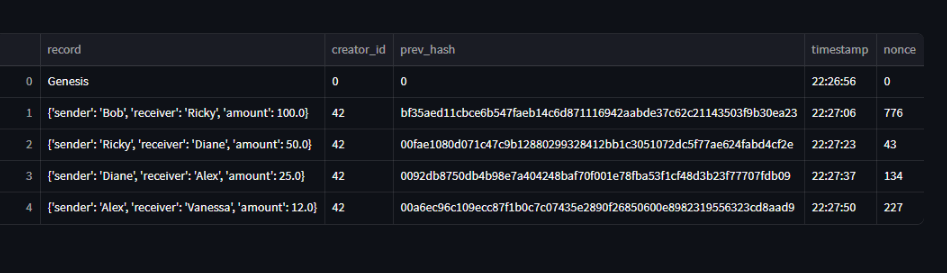 record creator_id prev_hash timestamp nonce
0 Genesis 0 0 22:26:56 0
1 {'sender': 'Bob', 'receiver': 'Ricky', 'amount': 100.0} 42 bf35aed11cbce6b547faeb14c6d871116942aabde37c62c21143503f9b30ea23 22:27:06 776
2 {'sender': 'Ricky', 'receiver': 'Diane', 'amount': 50.0} 42 00fae1080d071c47c9b12880299328412bb1c3051072dc5f77ae624fabd4cf2e 22:27:23 43
3 {'sender': 'Diane', 'receiver': 'Alex', 'amount': 25.0} 42 0092db8750db4b98e7a404248baf70f001e78fba53f1cf48d3b23f77707fdb09 22:27:37 134
4 {'sender': 'Alex', 'receiver': 'Vanessa', 'amount': 12.0} 42 00a6ec96c109ecc87f1b0c7c07435e2890f26850600e8982319556323cd8aad9 22:27:50 227